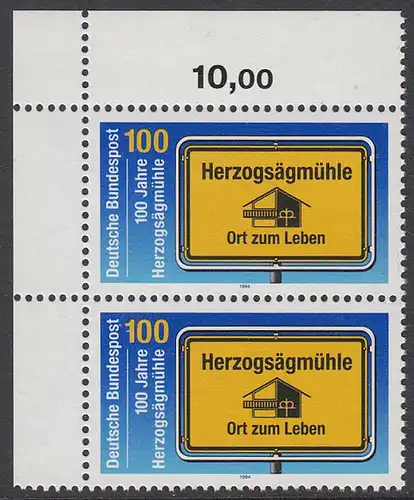 10,00
Deutsche Bundespost
100
100 Jahre
Herzogsägmühle
Herzogsägmühle
Ort zum Leben
1994
Deutsche Bundespost
100
100 Jahre
Herzogsägmühle
Herzogsägmühle
Ort zum Leben
1994